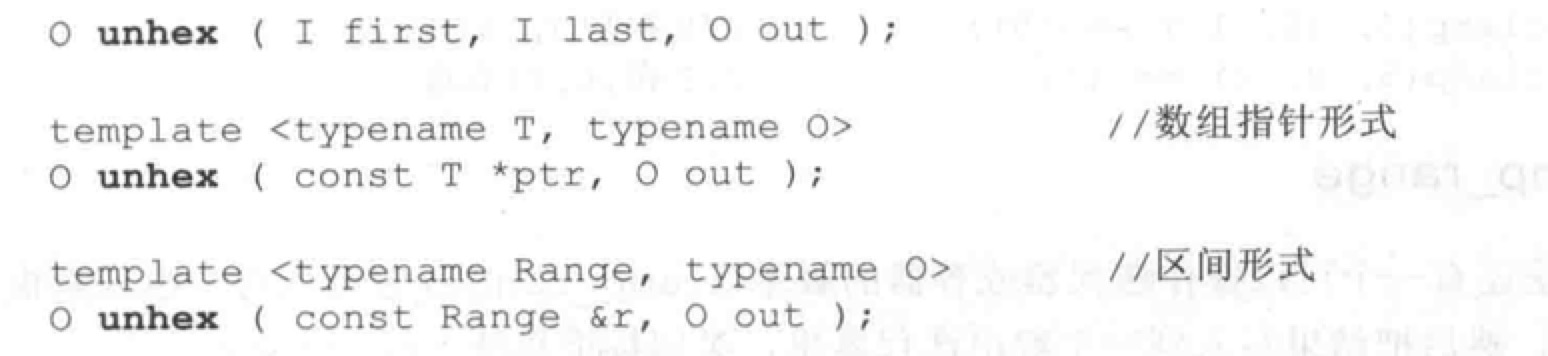 O unhex ( I first, I last, O out );
template <typename T, typename O> //数组指针形式
O unhex ( const T *ptr, O out );
template <typename Range, typename O> //区间形式
O unhex ( const Range &r, O out );